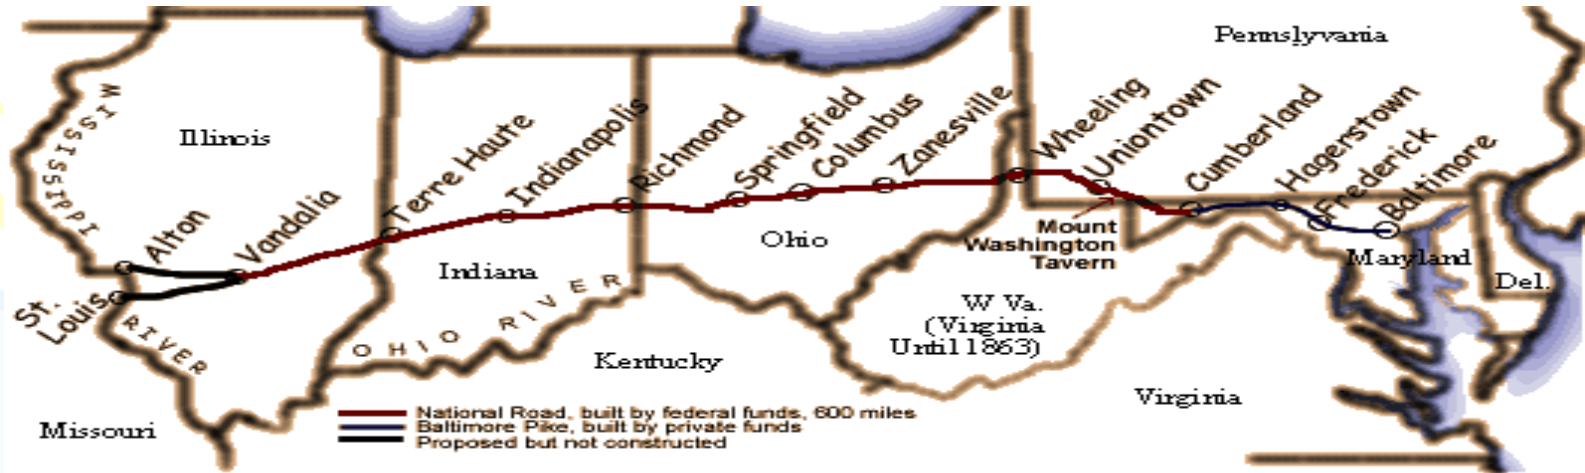 Pennslyvania
MISSISSIPPI
Illinois
Alton
Vandalia
Terre Haute
Indianapolis
Richmond
Springfield
Columbus
Zanesville
Wheeling
Uniontown
Cumberland
Hagerstown
Frederick
Baltimore
St.
Louis
RIVER
Indiana
OHIO RIVER
Ohio
Mount
Washington
Tavern
Maryland
Del.
W Va.
(Virginia
Until 1863)
Kentucky
Virginia
Missouri
National Road, built by federal funds, 600 miles
Baltimore Pike, built by private funds
Proposed but not constructed